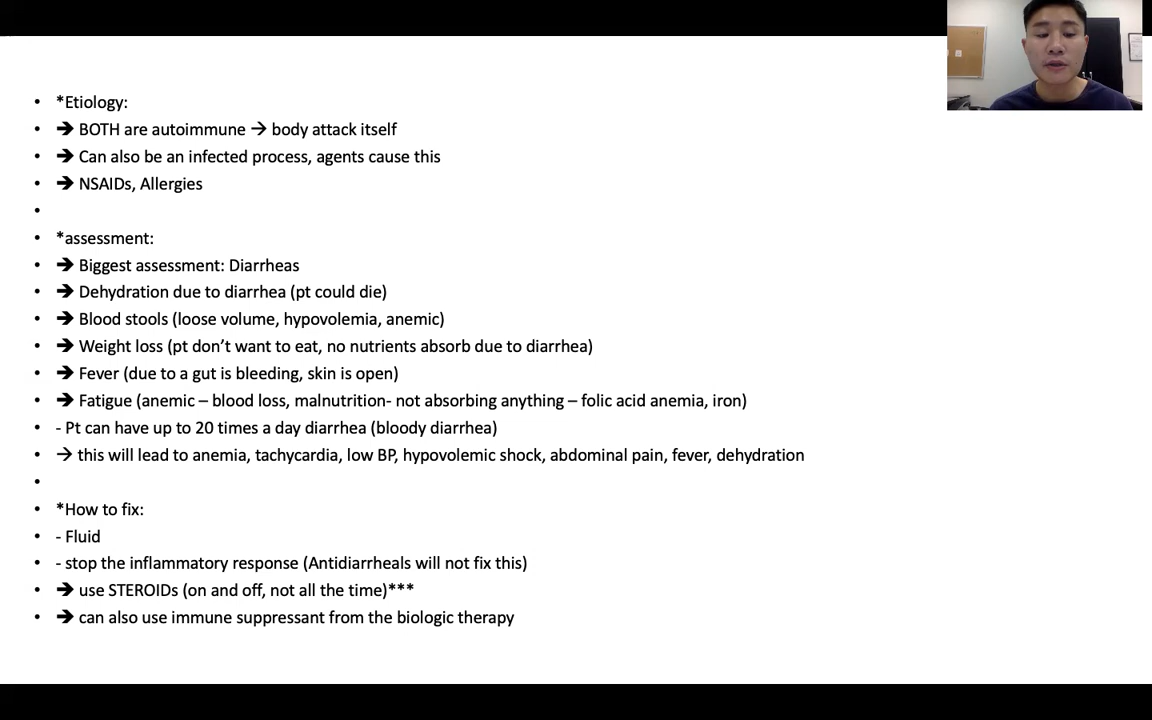 • *Etiology:
• ➔ BOTH are autoimmune → body attack itself
• ➔ Can also be an infected process, agents cause this
• ➔ NSAIDs, Allergies
•
• *assessment:
• ➔ Biggest assessment: Diarrheas
• ➔ Dehydration due to diarrhea (pt could die)
• ➔ Blood stools (loose volume, hypovolemia, anemic)
• ➔ Weight loss (pt don’t want to eat, no nutrients absorb due to diarrhea)
• ➔ Fever (due to a gut is bleeding, skin is open)
• ➔ Fatigue (anemic – blood loss, malnutrition- not absorbing anything – folic acid anemia, iron)
• - Pt can have up to 20 times a day diarrhea (bloody diarrhea)
• → this will lead to anemia, tachycardia, low BP, hypovolemic shock, abdominal pain, fever, dehydration
•
• *How to fix:
• - Fluid
• - stop the inflammatory response (Antidiarrheals will not fix this)
• ➔ use STEROIDs (on and off, not all the time)***
• ➔ can also use immune suppressant from the biologic therapy